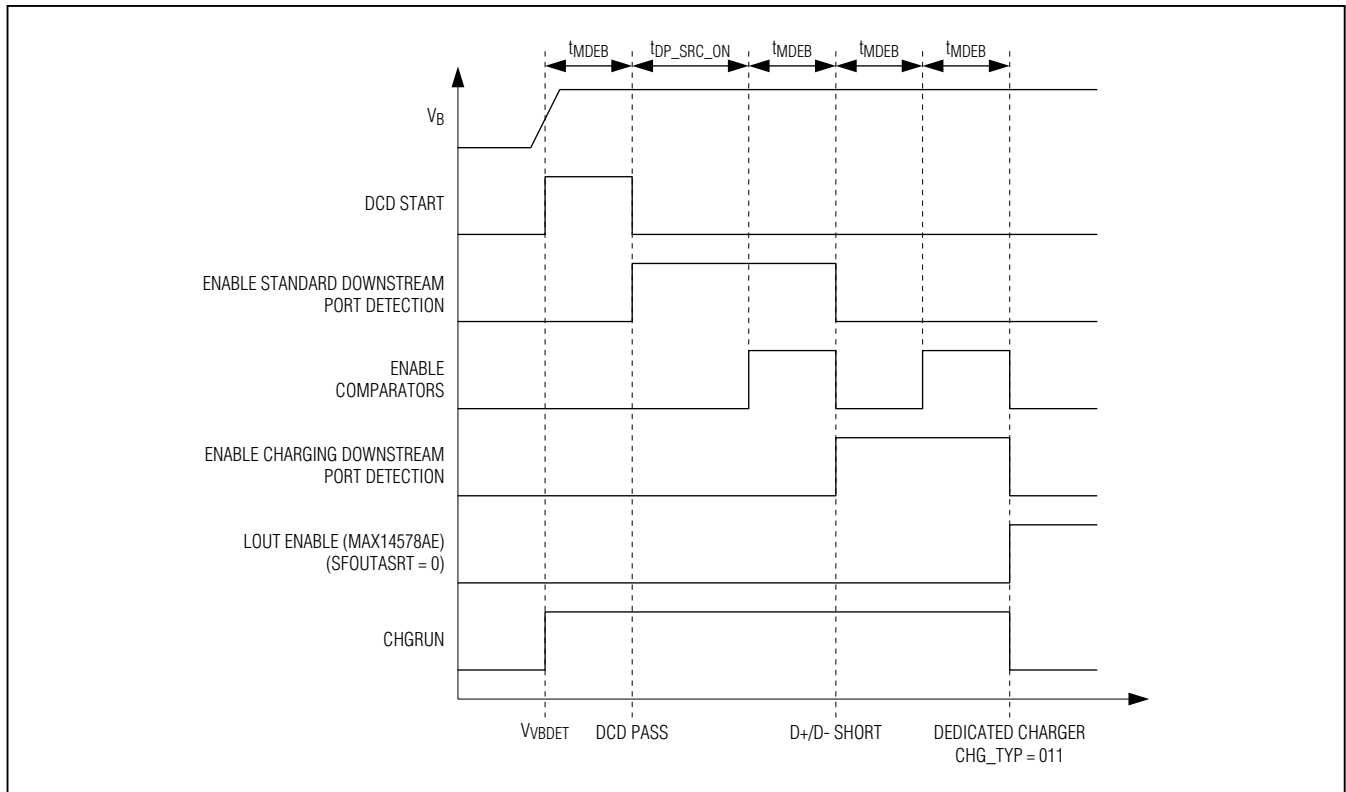 tMDEB tDP_SRC_ON tMDEB tMDEB tMDEB
VB
DCD START
ENABLE STANDARD DOWNSTREAM
PORT DETECTION
ENABLE
COMPARATORS
ENABLE CHARGING DOWNSTREAM
PORT DETECTION
LOUT ENABLE (MAX14578AE)
(SFOUTASRT = 0)
CHGRUN
VVBDET DCD PASS D+/D- SHORT DEDICATED CHARGER
CHG_TYP = 011